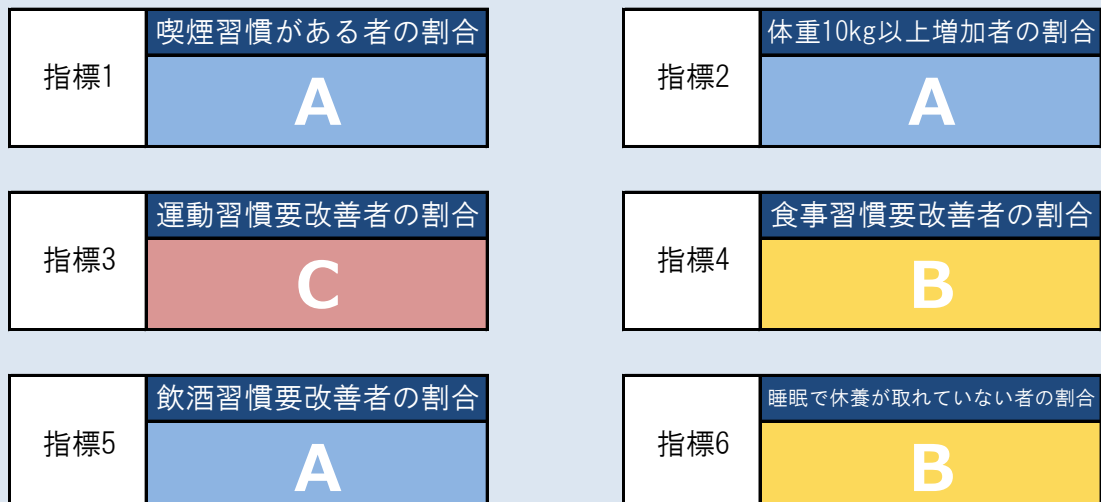 指標1
喫煙習慣がある者の割合
A
指標2
体重10kg以上増加者の割合
A
指標3
運動習慣要改善者の割合
C
指標4
食事習慣要改善者の割合
B
指標5
飲酒習慣要改善者の割合
A
指標6
睡眠で休養が取れていない者の割合
B